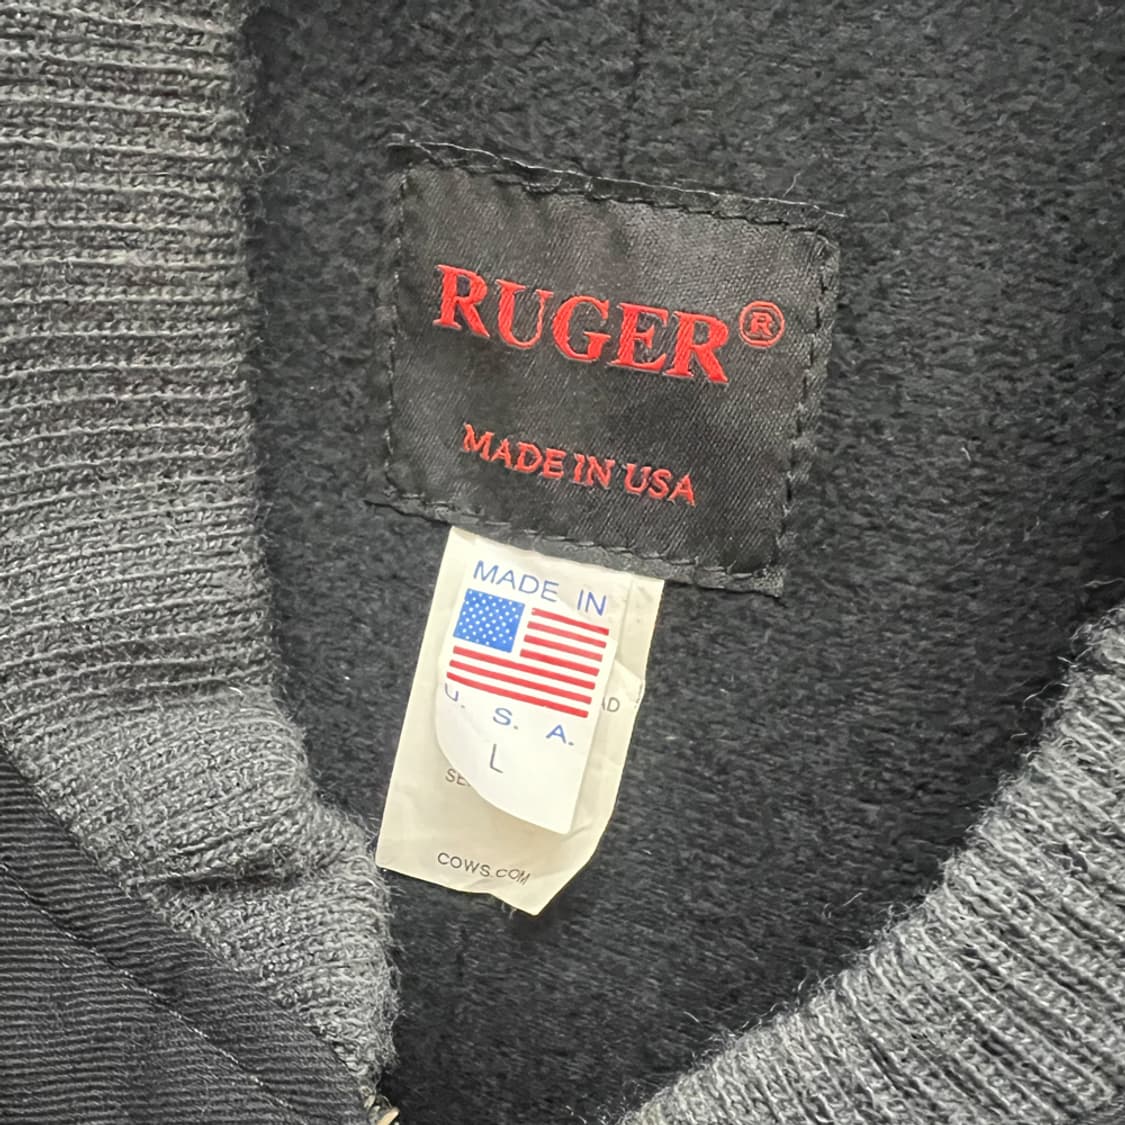 RUGER®
MADE IN USA
MADE IN
U. S. A.
L
COWS.COM